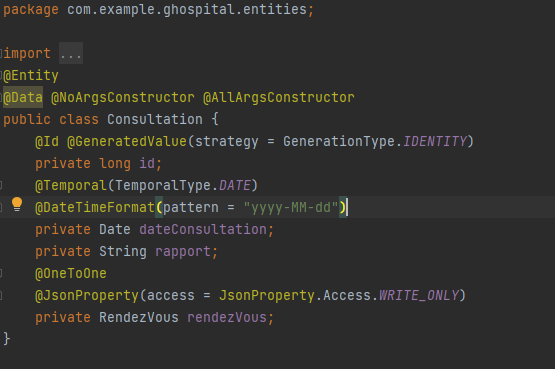 package com.example.ghospital.entities;
import ...
@Entity
@Data @NoArgsConstructor @AllArgsConstructor
public class Consultation {
@Id @GeneratedValue(strategy = GenerationType.IDENTITY)
private long id;
@Temporal(TemporalType.DATE)
@DateTimeFormat(pattern = "yyyy-MM-dd")
private Date dateConsultation;
private String rapport;
@OneToOne
@JsonProperty(access = JsonProperty.Access.WRITE_ONLY)
private RendezVous rendezVous;
}